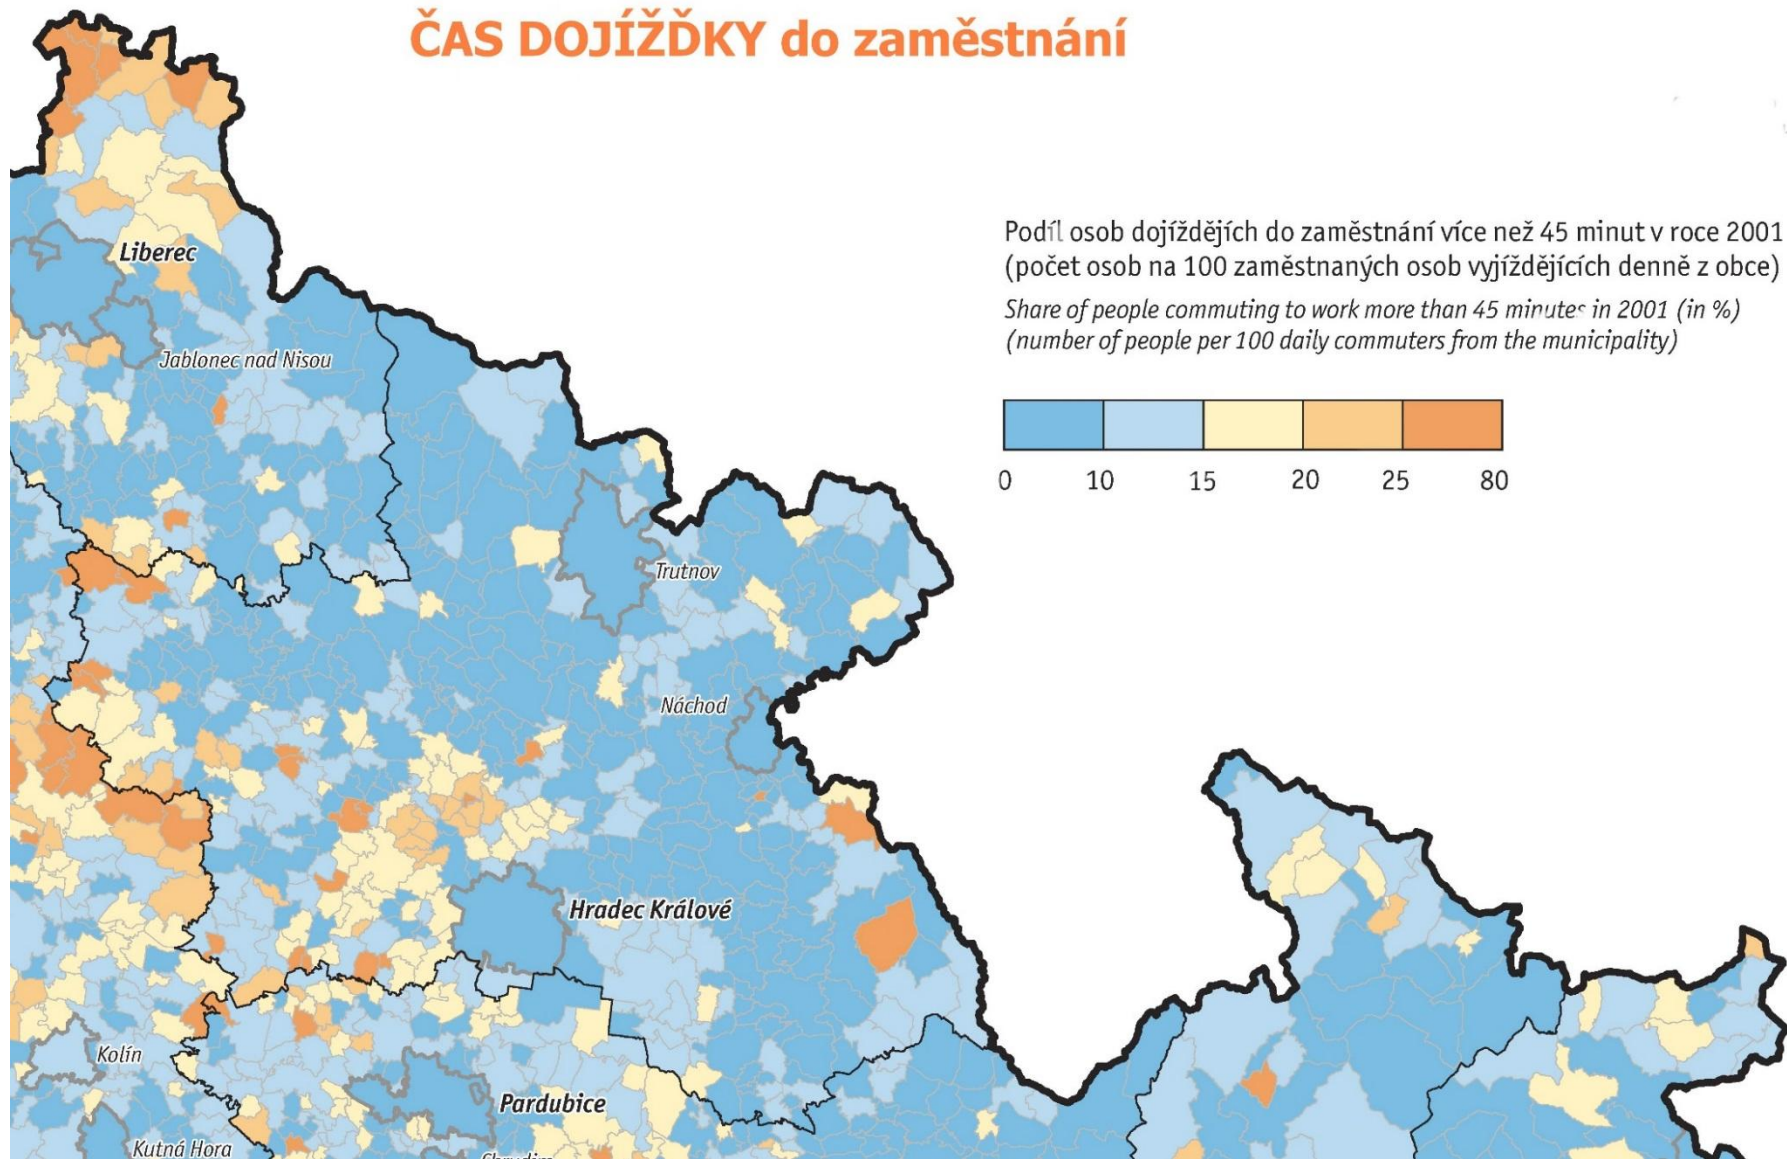 ČAS DOJÍŽĎKY do zaměstnání
Podíl osob dojíždějích do zaměstnání více než 45 minut v roce 2001
(počet osob na 100 zaměstnaných osob vyjíždějících denně z obce)
Share of people commuting to work more than 45 minutes in 2001 (in %)
(number of people per 100 daily commuters from the municipality)
0 10 15 20 25 80
Liberec
Jablonec nad Nisou
Trutnov
Náchod
Hradec Králové
Kolín
Pardubice
Kutná Hora